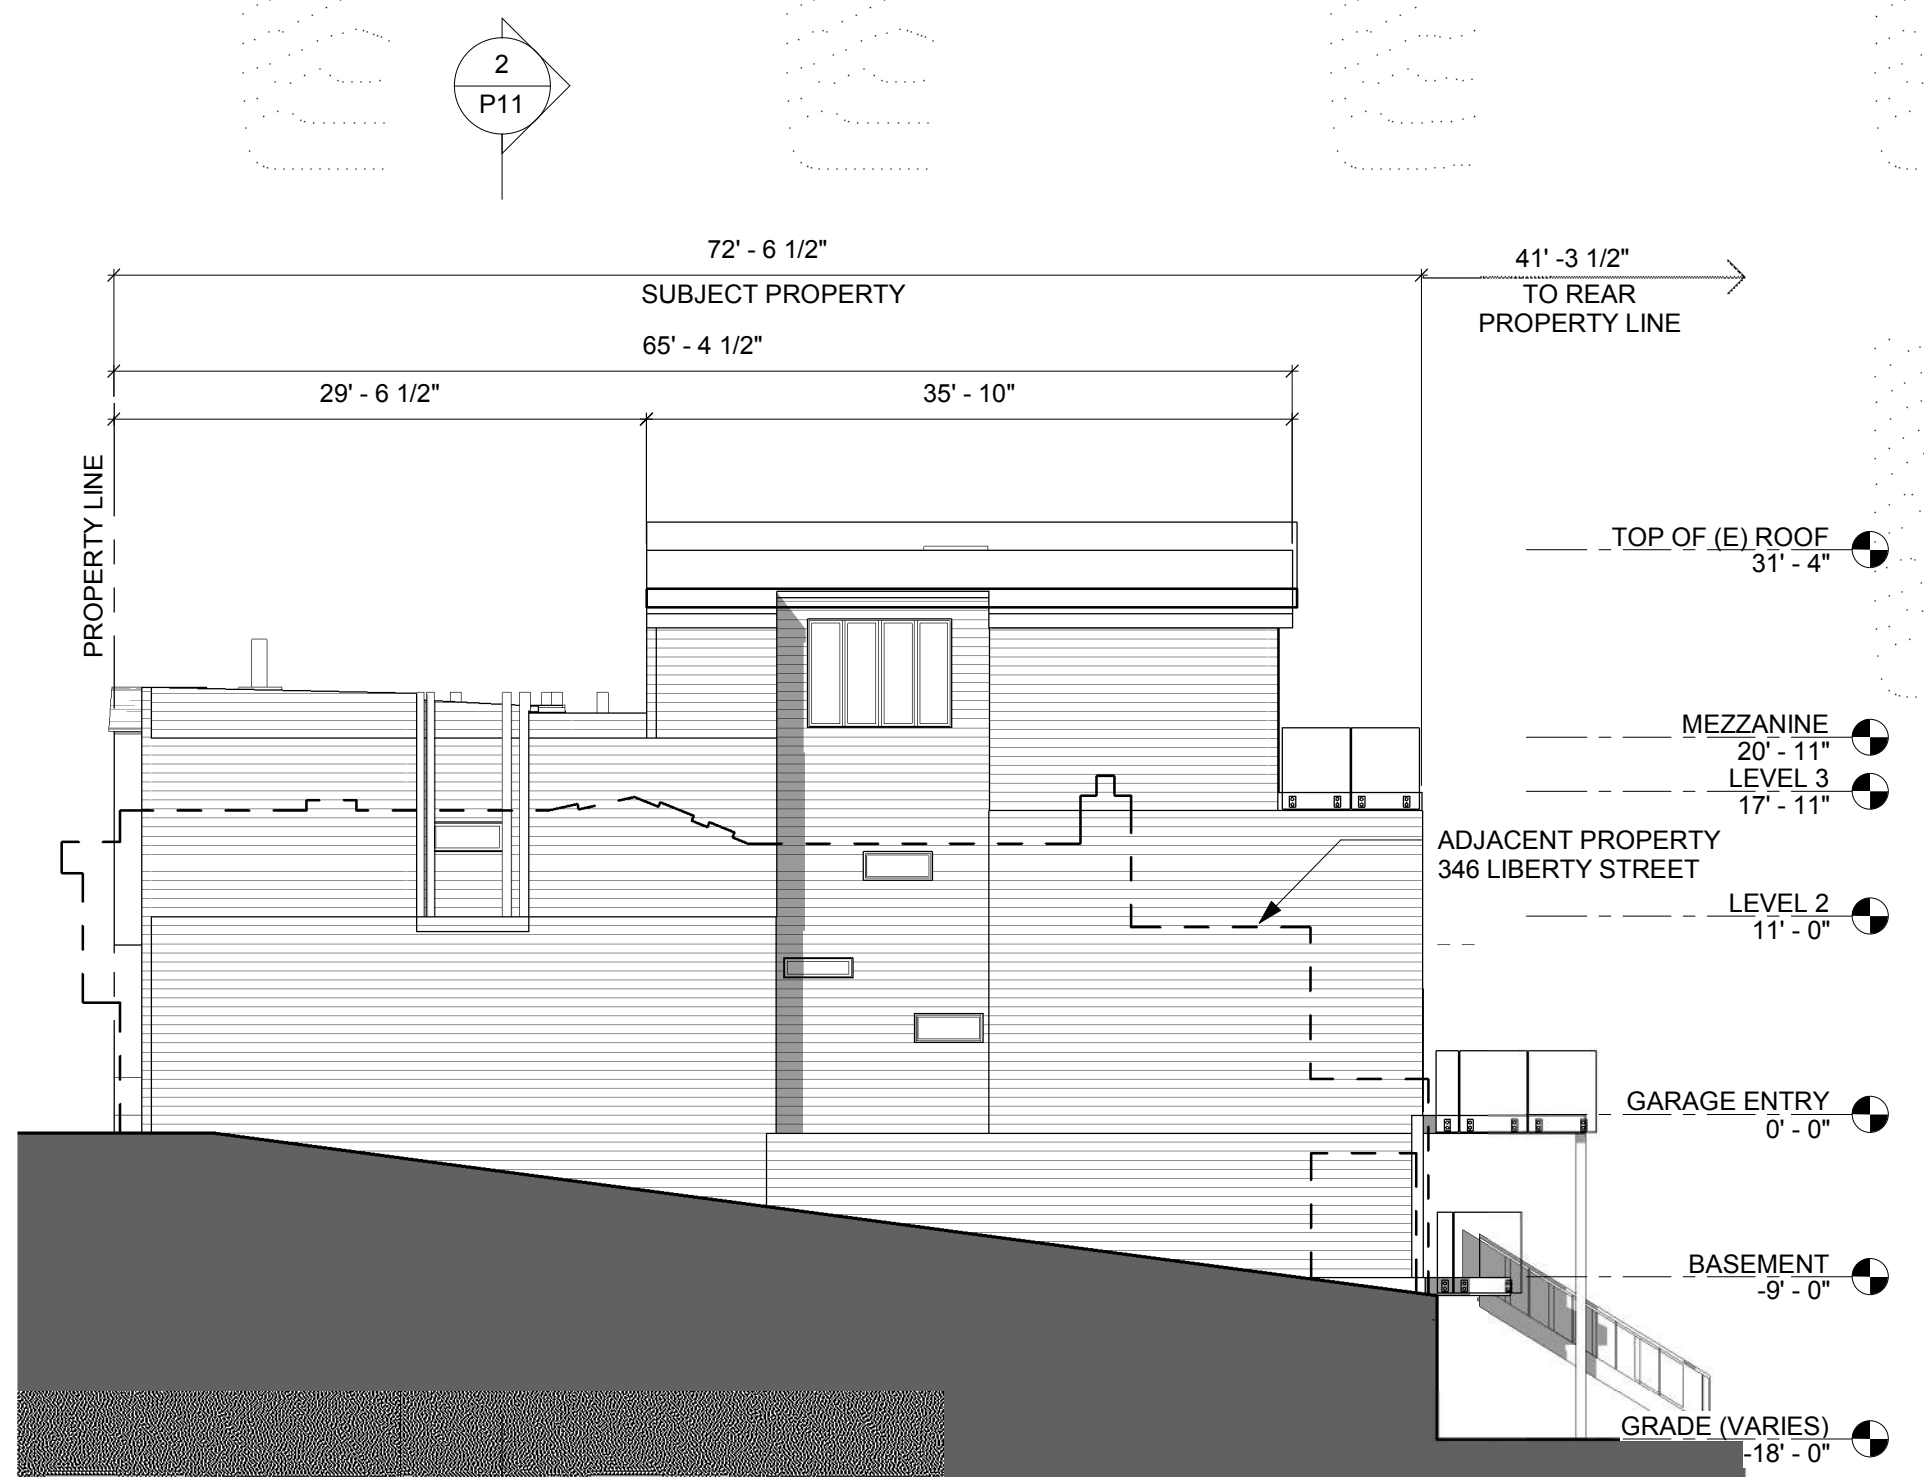 2
P11
72' - 6 1/2"
SUBJECT PROPERTY
41' -3 1/2"
TO REAR
PROPERTY LINE
65' - 4 1/2"
29' - 6 1/2"
35' - 10"
PROPERTY LINE
TOP OF (E) ROOF
31' - 4"
MEZZANINE
20' - 11"
LEVEL 3
17' - 11"
ADJACENT PROPERTY
346 LIBERTY STREET
LEVEL 2
11' - 0"
GARAGE ENTRY
0' - 0"
BASEMENT
-9' - 0"
GRADE (VARIES)
-18' - 0"